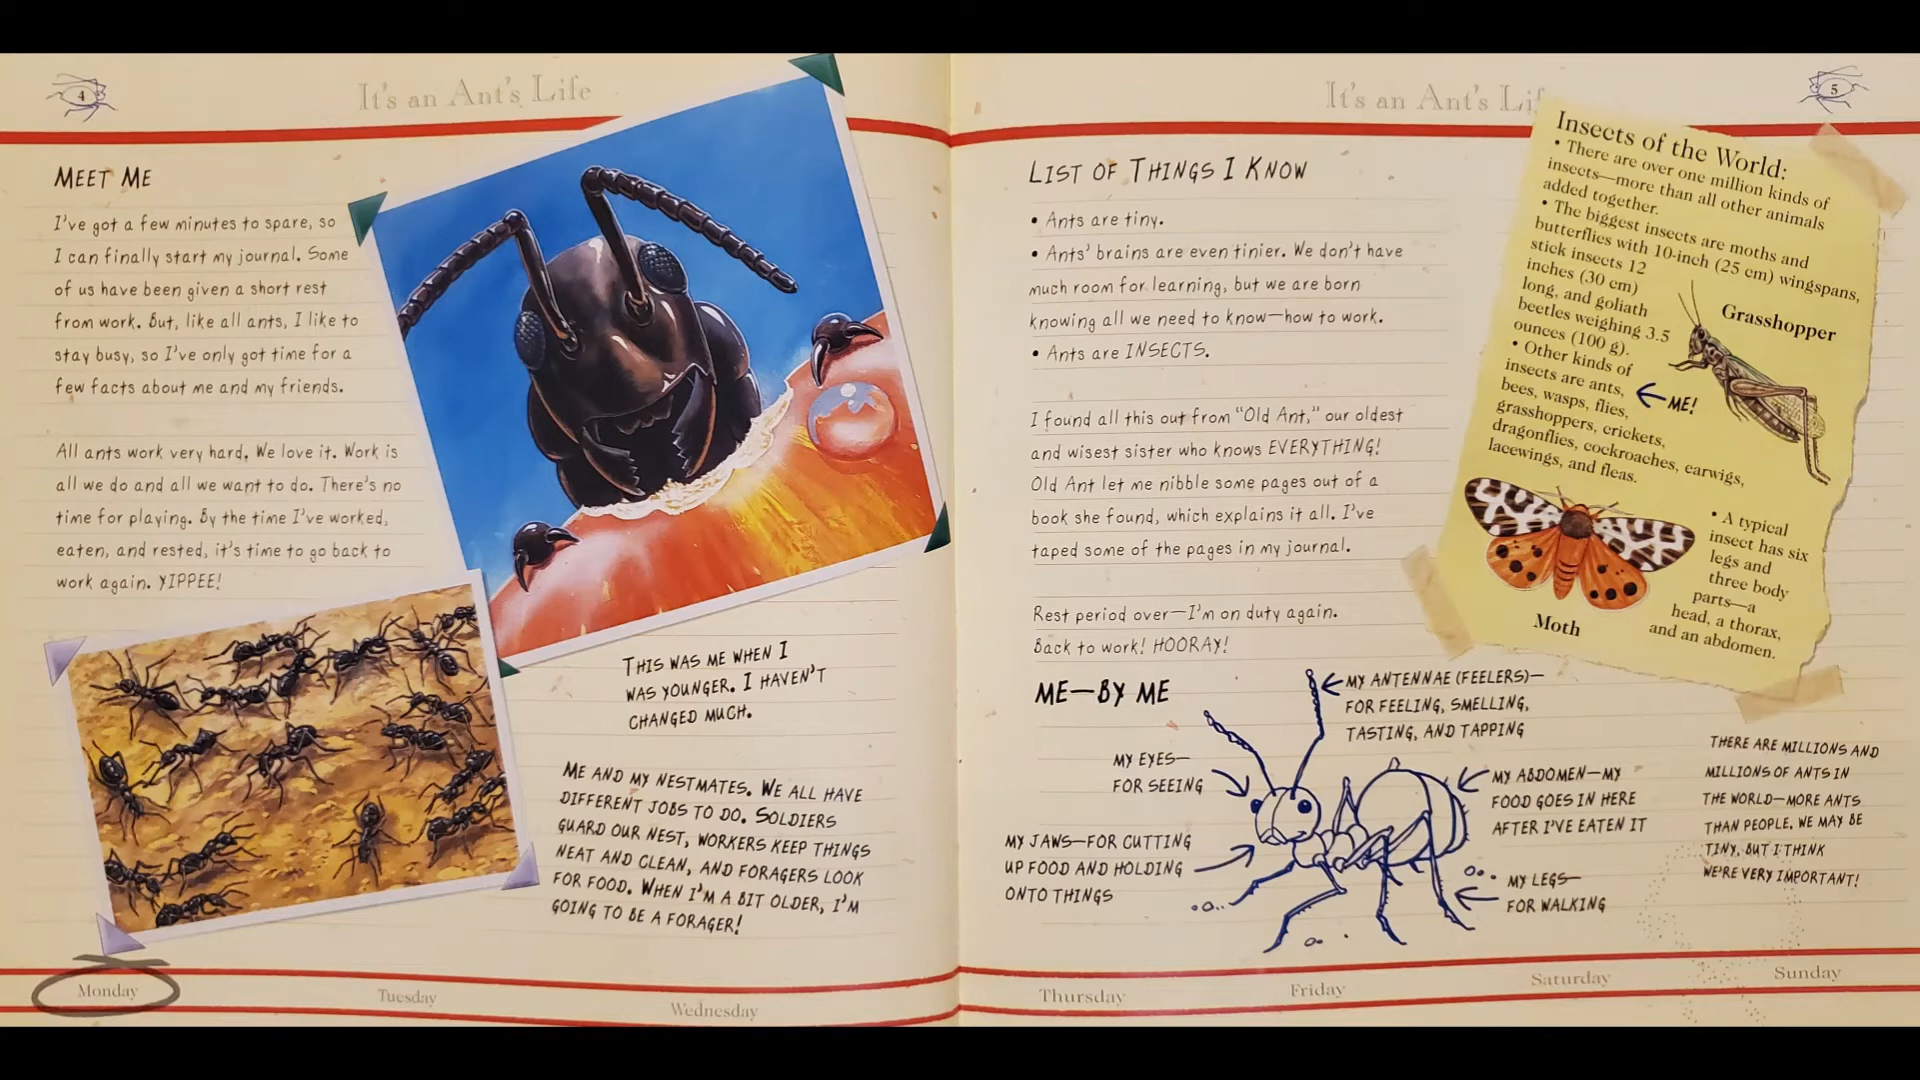 4
It's an Ant's Life
MEET ME
I've got a few minutes to spare, so
I can finally start my journal. Some
of us have been given a short rest
from work. But, like all ants, I like to
stay busy, so I've only got time for a
few facts about me and my friends.
All ants work very hard. We love it. Work is
all we do and all we want to do. There's no
time for playing. By the time I've worked,
eaten, and rested, it's time to go back to
work again. YIPPEE!
THIS WAS ME WHEN I
WAS YOUNGER. I HAVEN'T
CHANGED MUCH.
ME AND MY NESTMATES. WE ALL HAVE
DIFFERENT JOBS TO DO. SOLDIERS
GUARD OUR NEST, WORKERS KEEP THINGS
NEAT AND CLEAN, AND FORAGERS LOOK
FOR FOOD. WHEN I'M A BIT OLDER, I'M
GOING TO BE A FORAGER!
Monday
Tuesday
Wednesday
It's an Ant's Lif
5
LIST OF THINGS I KNOW
• Ants are tiny.
• Ants' brains are even tinier. We don't have
much room for learning, but we are born
knowing all we need to know—how to work.
• Ants are INSECTS.
I found all this out from "Old Ant," our oldest
and wisest sister who knows EVERYTHING!
Old Ant let me nibble some pages out of a
book she found, which explains it all. I've
taped some of the pages in my journal.
Rest period over—I'm on duty again.
Back to work! HOORAY!
Insects of the World:
• There are over one million kinds of
insects—more than all other animals
added together.
• The biggest insects are moths and
butterflies with 10-inch (25 cm) wingspans,
stick insects 12
inches (30 cm)
long, and goliath
beetles weighing 3.5
ounces (100 g).
• Other kinds of
insects are ants,
bees, wasps, flies,
grasshoppers, crickets,
dragonflies, cockroaches, earwigs,
lacewings, and fleas.
ME!
Grasshopper
Moth
• A typical
insect has six
legs and
three body
parts—a
head, a thorax,
and an abdomen.
ME—BY ME
MY ANTENNAE (FEELERS)—
FOR FEELING, SMELLING,
TASTING, AND TAPPING
MY EYES—
FOR SEEING
MY JAWS—FOR CUTTING
UP FOOD AND HOLDING
ONTO THINGS
MY ABDOMEN—MY
FOOD GOES IN HERE
AFTER I'VE EATEN IT
MY LEGS—
FOR WALKING
THERE ARE MILLIONS AND
MILLIONS OF ANTS IN
THE WORLD—MORE ANTS
THAN PEOPLE. WE MAY BE
TINY, BUT I THINK
WE'RE VERY IMPORTANT!
Thursday
Friday
Saturday
Sunday